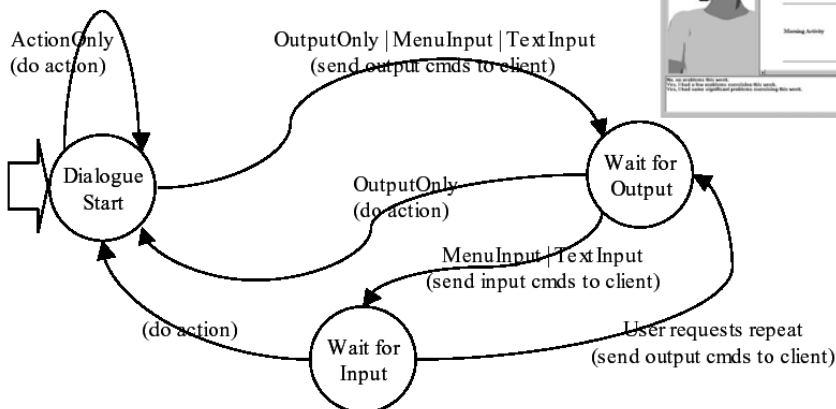 ActionOnly
(do action)
OutputOnly | MenuInput | TextInput
(send output cmds to client)
Morning Activity
No, no problems this week.
Yes, I had a few problems exercising this week.
Yes, I had some significant problems exercising this week.
Dialogue
Start
Wait for
Output
OutputOnly
(do action)
MenuInput | TextInput
(send input cmds to client)
(do action)
Wait for
Input
User requests repeat
(send output cmds to client)